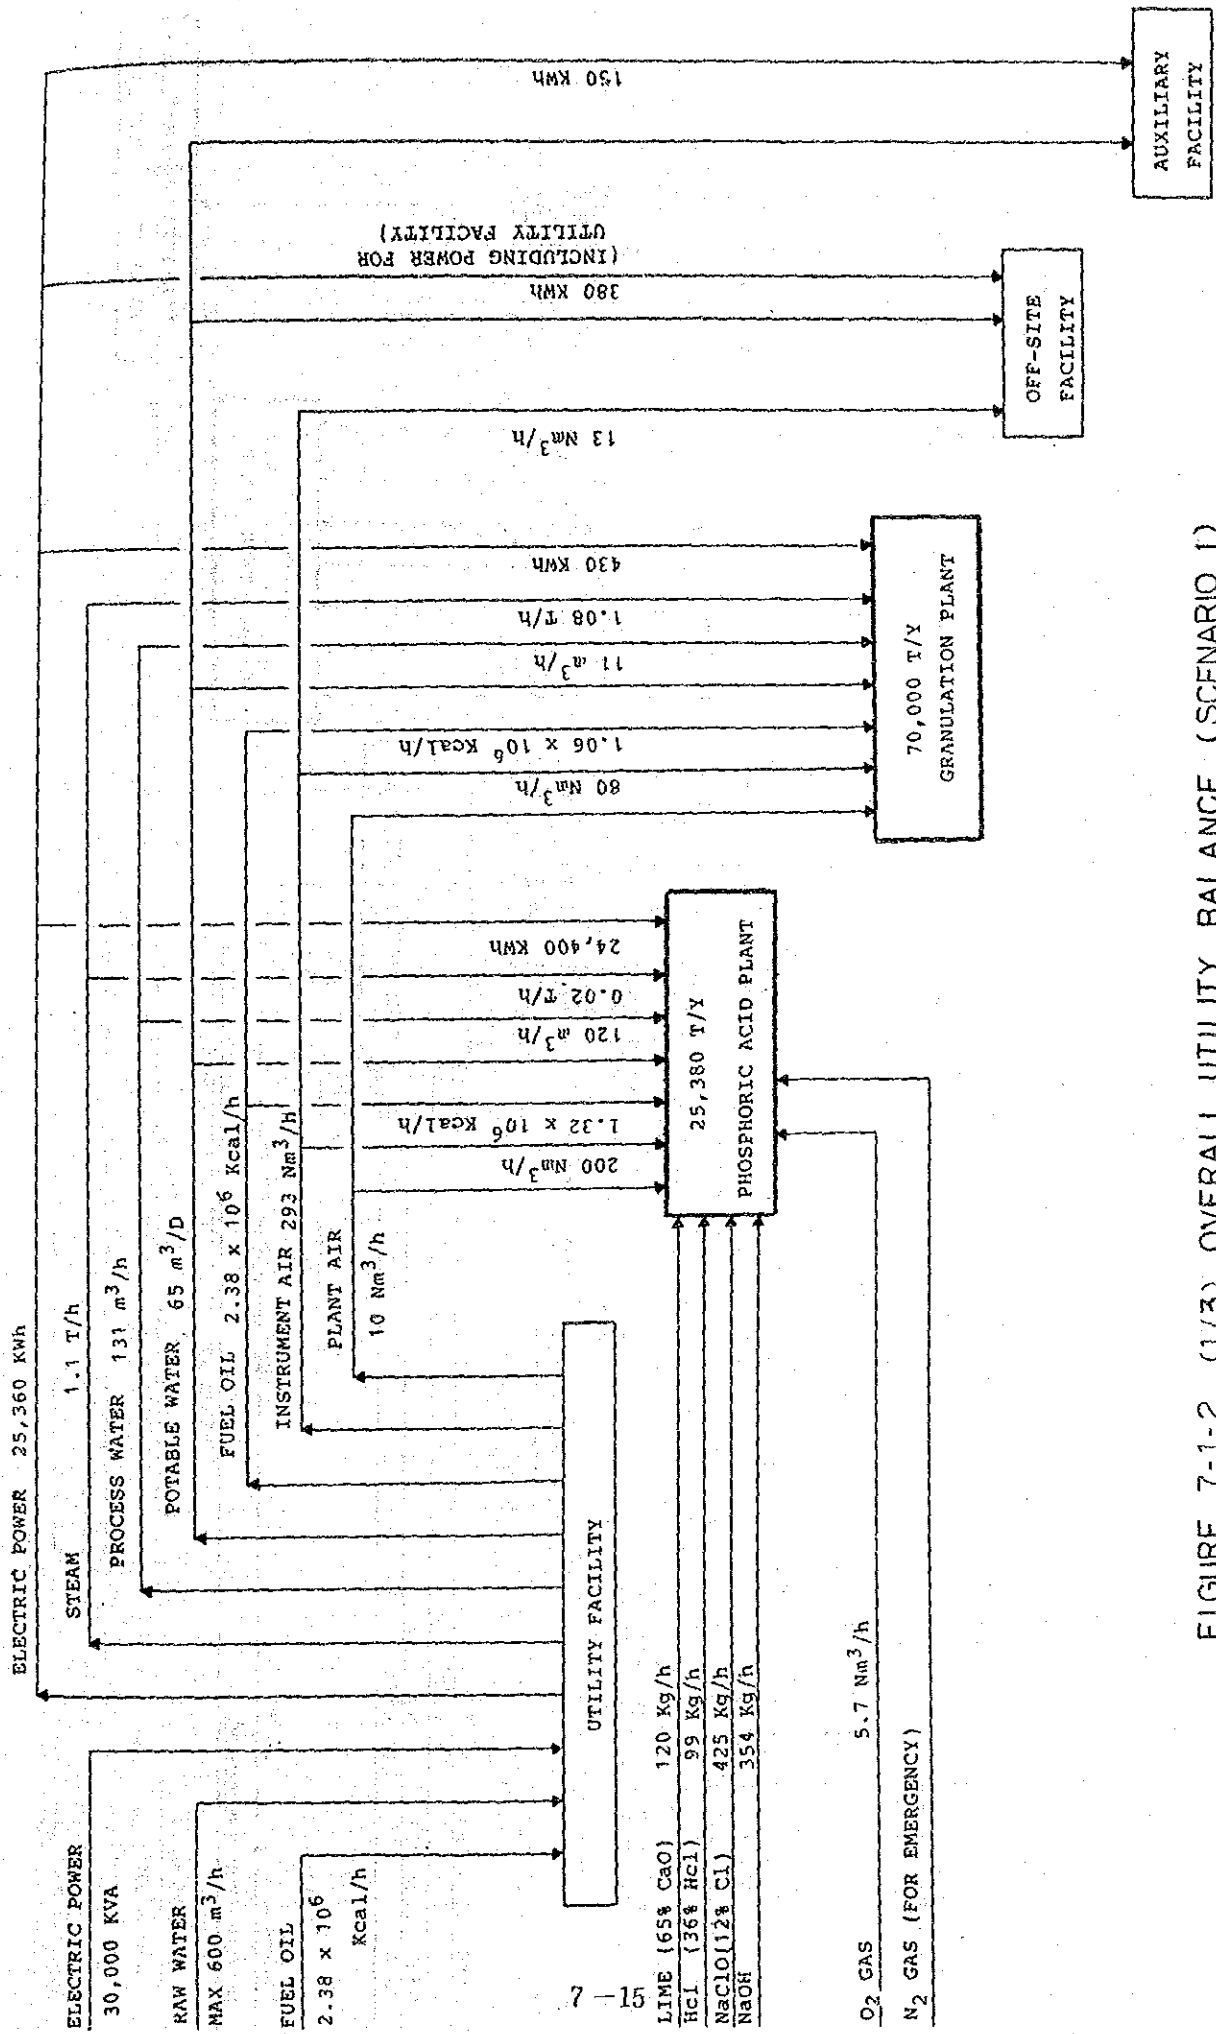 ELECTRIC POWER
30,000 KVA
RAW WATER
MAX 600 m³/h
FUEL OIL
2.38 x 10⁶
Kcal/h
ELECTRIC POWER 25,360 KWh
STEAM 1.1 T/h
PROCESS WATER 131 m³/h
POTABLE WATER 65 m³/D
FUEL OIL 2.38 x 10⁶ Kcal/h
INSTRUMENT AIR 293 Nm³/h
PLANT AIR
10 Nm³/h
UTILITY FACILITY
LIME (65% CaO) 120 Kg/h
Hcl (36% Hcl) 99 Kg/h
NaClO(12% Cl) 425 Kg/h
NaOH 354 Kg/h
O₂ GAS 5.7 Nm³/h
N₂ GAS (FOR EMERGENCY)
24,400 KWh
0.02 T/h
120 m³/h
1.32 x 10⁶ Kcal/h
200 Nm³/h
25,380 T/Y
PHOSPHORIC ACID PLANT
430 KWh
1.08 T/h
11 m³/h
1.06 x 10⁶ Kcal/h
80 Nm³/h
70,000 T/Y
GRANULATION PLANT
13 Nm³/h
380 KWh
(INCLUDING POWER FOR
UTILITY FACILITY)
OFF-SITE
FACILITY
150 KWh
AUXILIARY
FACILITY
FIGURE 7-1-2 (1/3) OVERALL UTILITY BALANCE (SCENARIO 1)
7-15